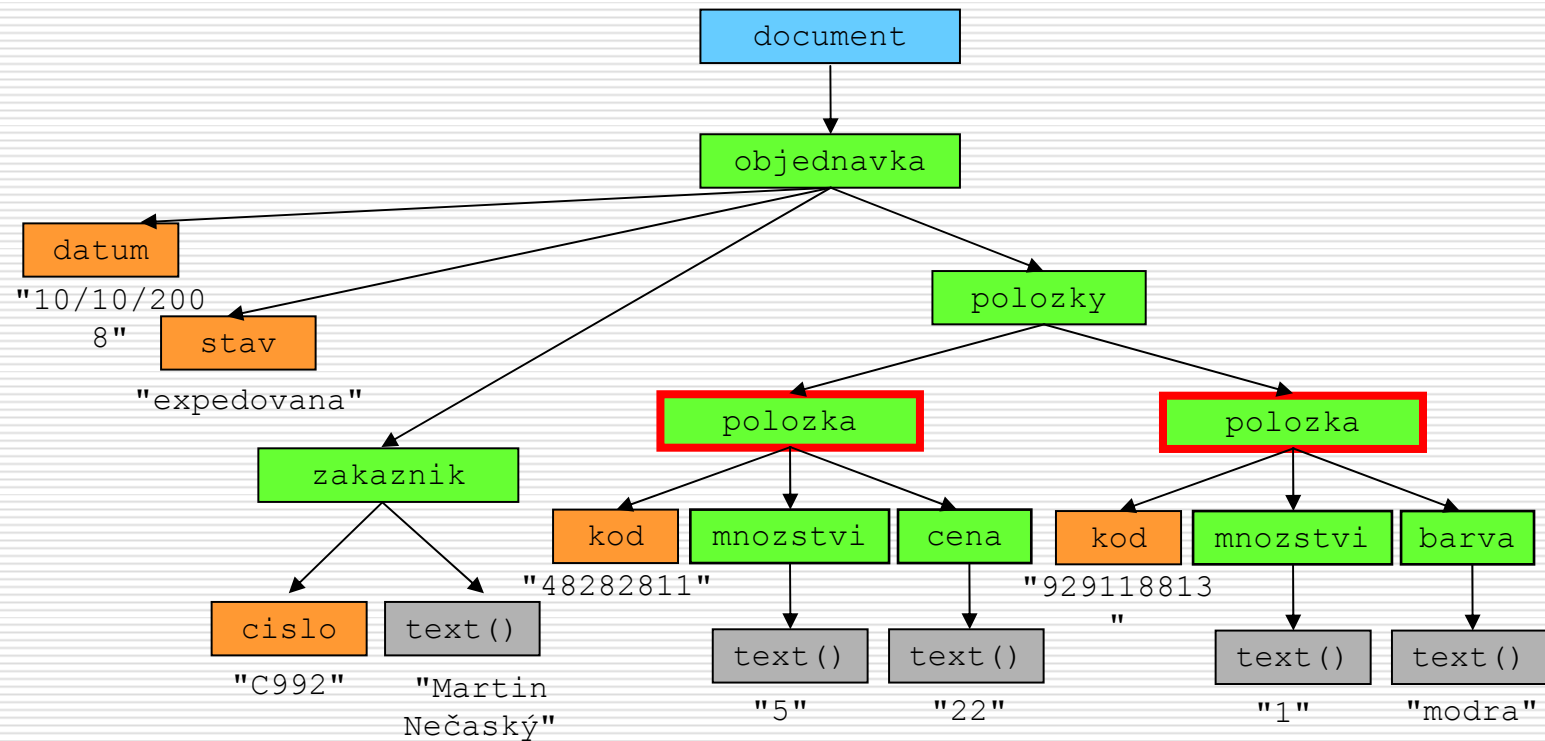 document
objednavka
datum
"10/10/200
8"
stav
"expedovana"
polozky
polozka
polozka
zakaznik
kod
mnozstvi
cena
kod
mnozstvi
barva
"48282811"
"929118813
"
cislo
text()
text()
text()
text()
text()
"C992"
"Martin
Nečaský"
"5"
"22"
"1"
"modra"